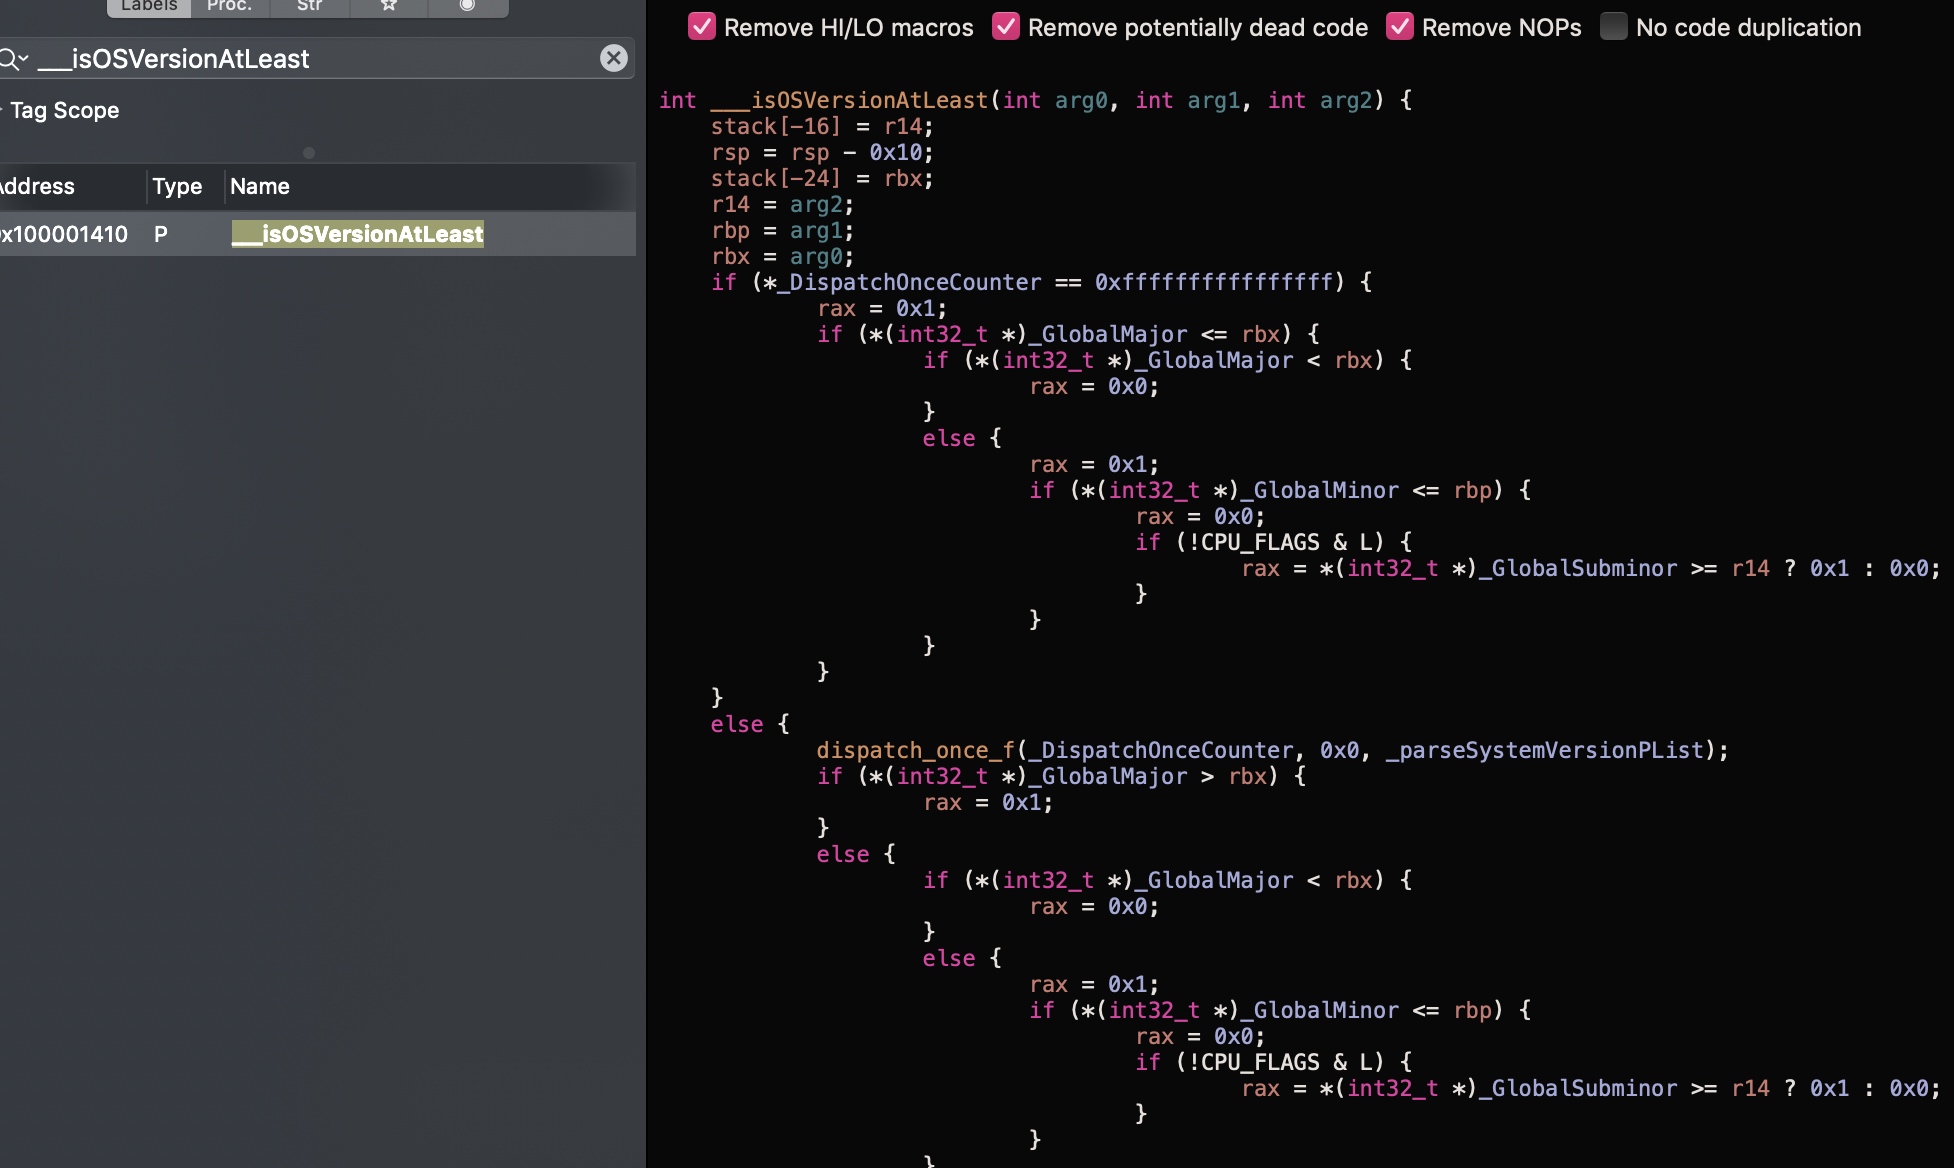 Labels Proc. Str
___isOSVersionAtLeast
Tag Scope
Address Type Name
0x100001410 P ___isOSVersionAtLeast
Remove HI/LO macros Remove potentially dead code Remove NOPs No code duplication
int ___isOSVersionAtLeast(int arg0, int arg1, int arg2) {
stack[-16] = r14;
rsp = rsp - 0x10;
stack[-24] = rbx;
r14 = arg2;
rbp = arg1;
rbx = arg0;
if (*_DispatchOnceCounter == 0xffffffffffffffff) {
rax = 0x1;
if (*(int32_t *)_GlobalMajor <= rbx) {
if (*(int32_t *)_GlobalMajor < rbx) {
rax = 0x0;
}
else {
rax = 0x1;
if (*(int32_t *)_GlobalMinor <= rbp) {
rax = 0x0;
if (!CPU_FLAGS & L) {
rax = *(int32_t *)_GlobalSubminor >= r14 ? 0x1 : 0x0;
}
}
}
}
}
else {
dispatch_once_f(_DispatchOnceCounter, 0x0, _parseSystemVersionPList);
if (*(int32_t *)_GlobalMajor > rbx) {
rax = 0x1;
}
else {
if (*(int32_t *)_GlobalMajor < rbx) {
rax = 0x0;
}
else {
rax = 0x1;
if (*(int32_t *)_GlobalMinor <= rbp) {
rax = 0x0;
if (!CPU_FLAGS & L) {
rax = *(int32_t *)_GlobalSubminor >= r14 ? 0x1 : 0x0;
}
}
}